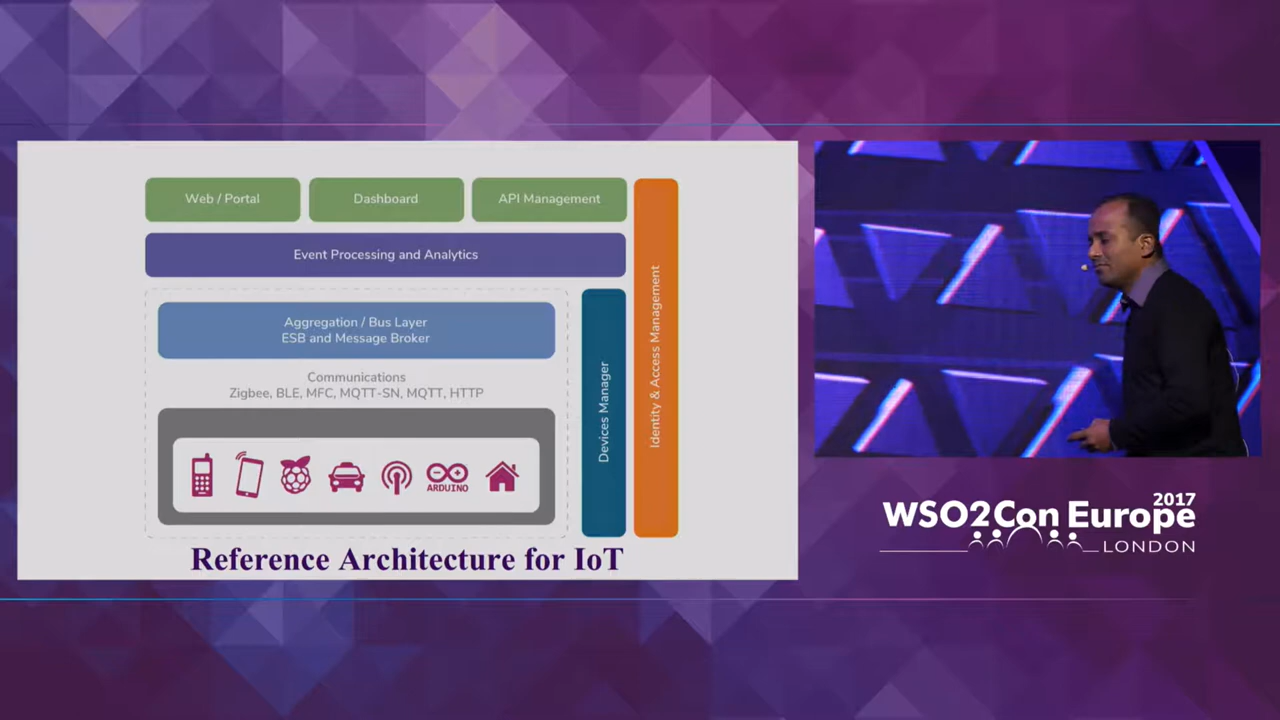 Web / Portal
Dashboard
API Management
Event Processing and Analytics
Aggregation / Bus Layer
ESB and Message Broker
Communications
Zigbee, BLE, MFC, MQTT-SN, MQTT, HTTP
ARDUINO
Devices Manager
Identity & Access Management
Reference Architecture for IoT
2017
WSO2Con Europe
LONDON